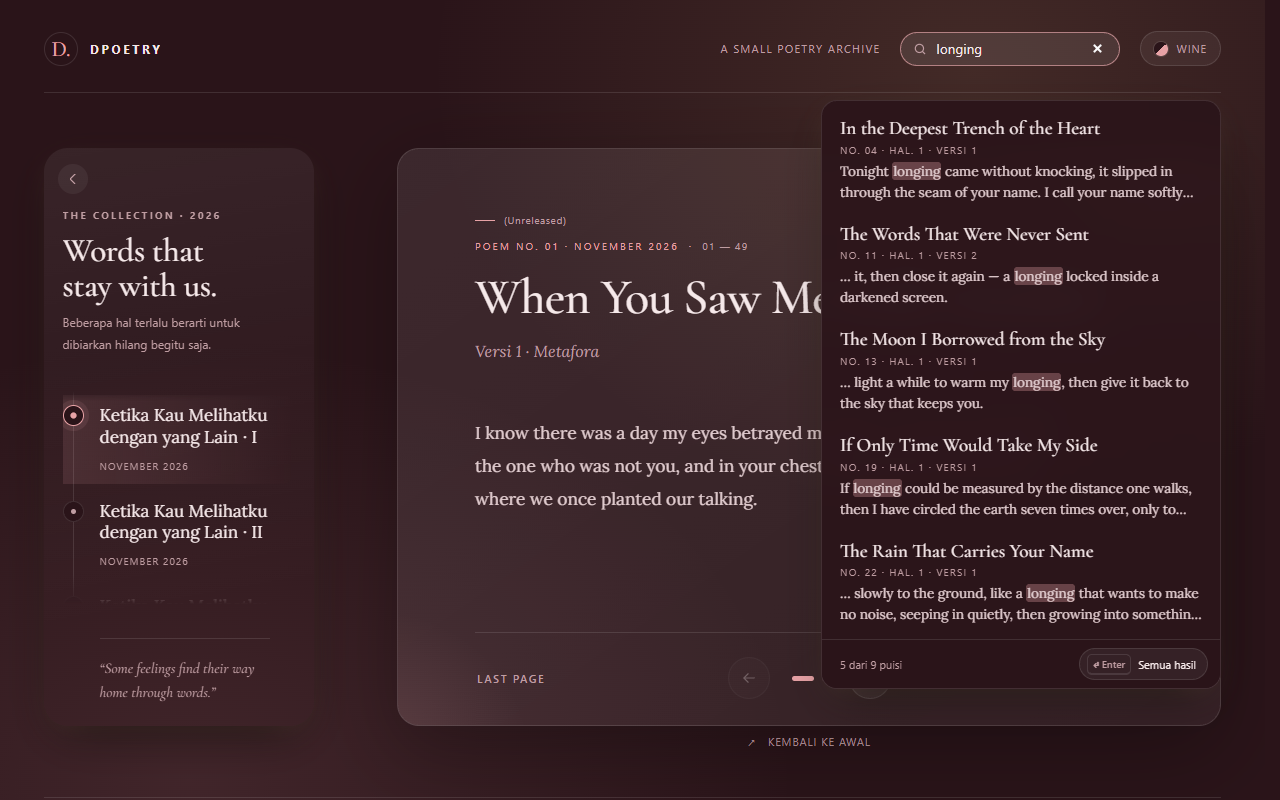 D. DPOETRY
A SMALL POETRY ARCHIVE
longing
WINE
THE COLLECTION · 2026
Words that
stay with us.
Beberapa hal terlalu berarti untuk
dibiarkan hilang begitu saja.
Ketika Kau Melihatku
dengan yang Lain · I
NOVEMBER 2026
Ketika Kau Melihatku
dengan yang Lain · II
NOVEMBER 2026
“Some feelings find their way
home through words.”
(Unreleased)
POEM NO. 01 · NOVEMBER 2026 · 01 — 49
When You Saw Me
Versi 1 · Metafora
I know there was a day my eyes betrayed
the one who was not you, and in your chest
where we once planted our talking.
LAST PAGE
KEMBALI KE AWAL
In the Deepest Trench of the Heart
NO. 04 · HAL. 1 · VERSI 1
Tonight longing came without knocking, it slipped in
through the seam of your name. I call your name softly...
The Words That Were Never Sent
NO. 11 · HAL. 1 · VERSI 2
... it, then close it again — a longing locked inside a
darkened screen.
The Moon I Borrowed from the Sky
NO. 13 · HAL. 1 · VERSI 1
... light a while to warm my longing, then give it back to
the sky that keeps you.
If Only Time Would Take My Side
NO. 19 · HAL. 1 · VERSI 1
If longing could be measured by the distance one walks,
then I have circled the earth seven times over, only to...
The Rain That Carries Your Name
NO. 22 · HAL. 1 · VERSI 1
... slowly to the ground, like a longing that wants to make
no noise, seeping in quietly, then growing into somethin...
5 dari 9 puisi
Enter Semua hasil